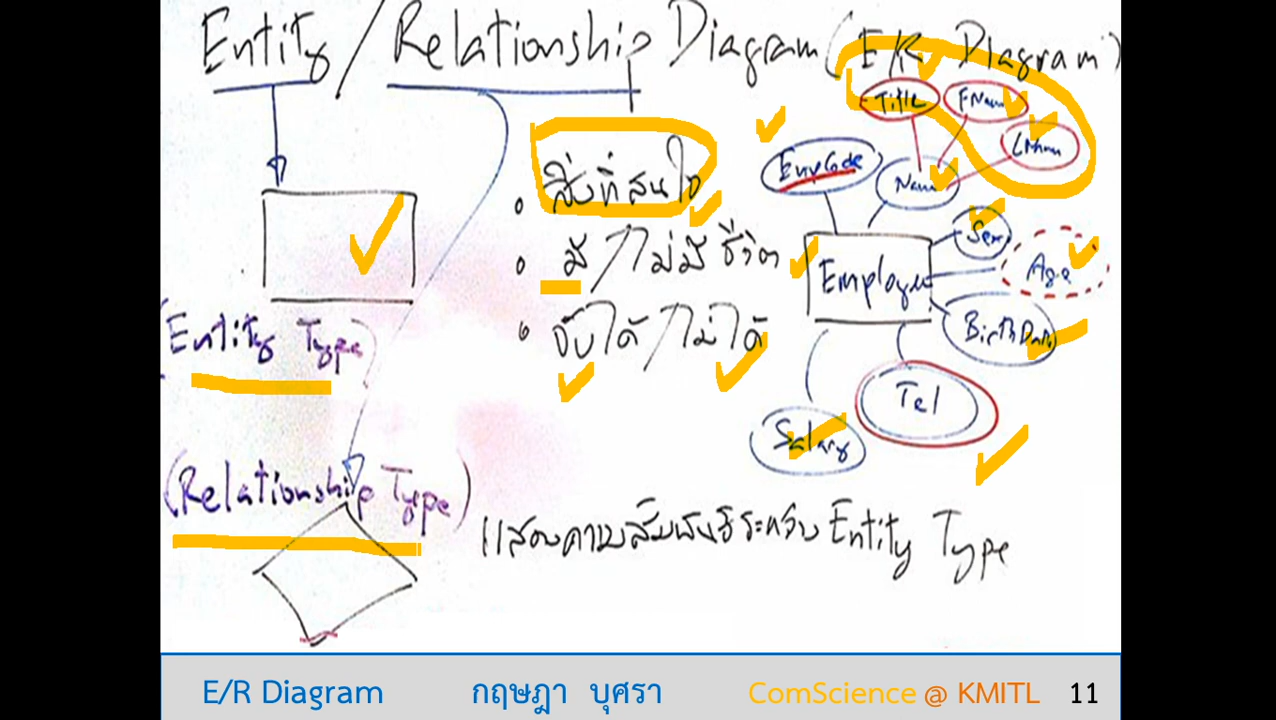 Entity / Relationship Diagram (E/R Diagram)
Title
FName
LName
EmpCode
Name
• สิ่งที่สนใจ
Sex
• มี/ไม่มีชีวิต
Employee
Age
BirthDate
• จับได้/ไม่ได้
(Entity Type)
Tel
Salary
(Relationship Type)
แสดงความสัมพันธ์ระหว่าง Entity Type
E/R Diagram กฤษฎา บุศรา ComScience @ KMITL 11